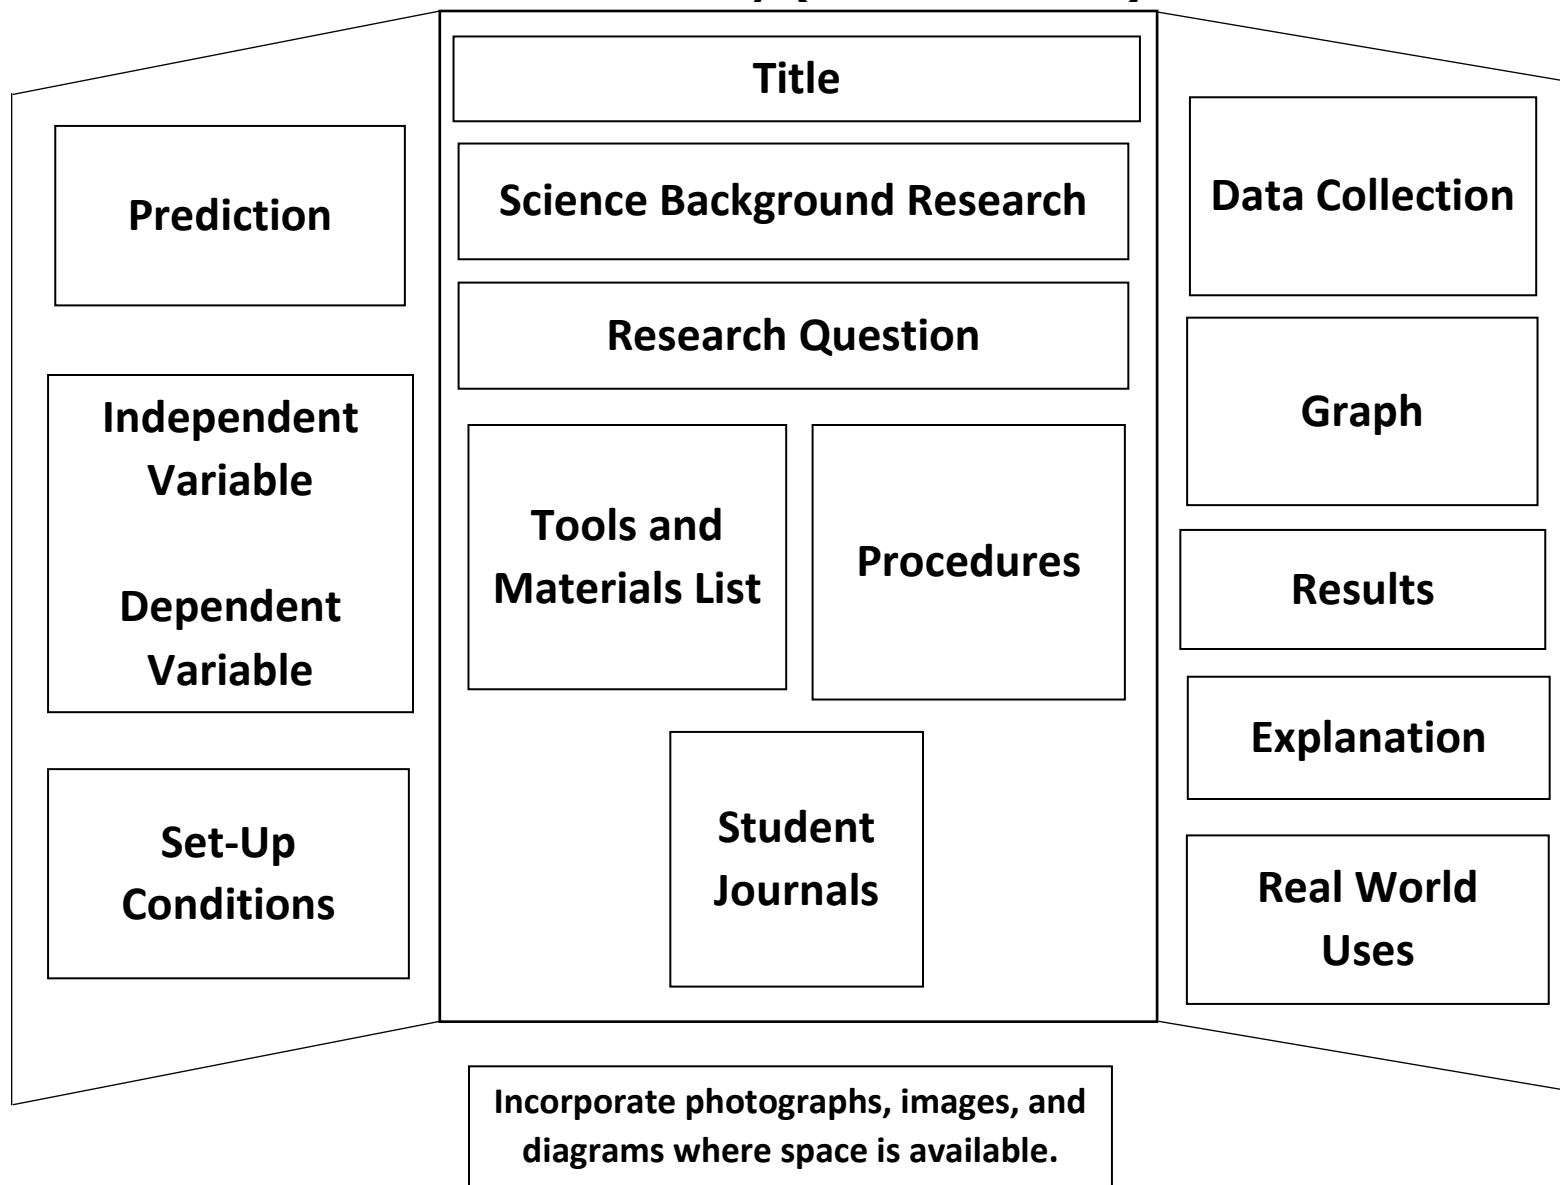 Title
Science Background Research
Research Question
Tools and
Materials List
Procedures
Student
Journals
Prediction
Independent
Variable
Dependent
Variable
Set-Up
Conditions
Data Collection
Graph
Results
Explanation
Real World
Uses
Incorporate photographs, images, and
diagrams where space is available.